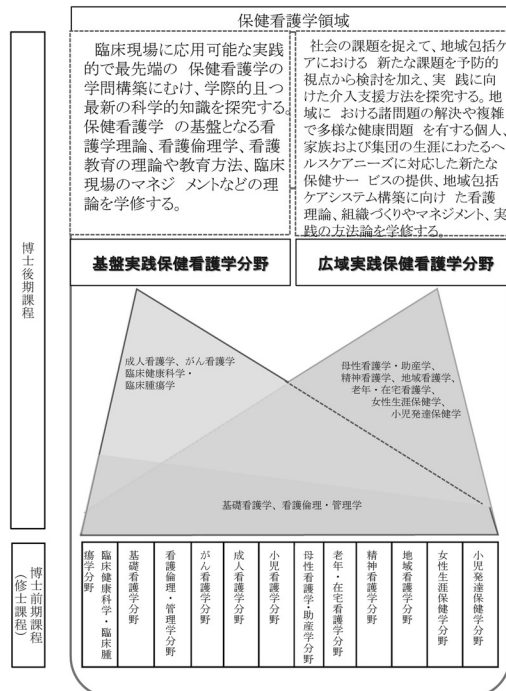 保健看護学領域
臨床現場に応用可能な実践
的で最先端の 保健看護学の
学問構築にむけ、学際的且つ
最新の科学的知識を探究する。
保健看護学 の基盤となる看
護学理論、看護倫理学、看護
教育の理論や教育方法、臨床
現場のマネジ メントなどの理
論を学修する。
社会の課題を捉えて、地域包括ケ
アにおける 新たな課題を予防的
視点から検討を加え、実 践に向
けた介入支援方法を探究する。地
域に おける諸問題の解決や複雑
で多様な健康問題 を有する個人、
家族および集団の生涯にわたるヘ
ルスケアニーズに対応した新たな
保健サー ビスの提供、地域包括
ケアシステム構築に向け た看護
理論、組織づくりやマネジメント、実
践の方法論を学修する。
基盤実践保健看護学分野
広域実践保健看護学分野
博士後期課程
成人看護学、がん看護学
臨床健康科学・
臨床腫瘍学
母性看護学・助産学、
精神看護学、地域看護学、
老年・在宅看護学、
女性生涯保健学、
小児発達保健学
基礎看護学、看護倫理・管理学
博士前期課程
(修士課程)
臨床健康科学・臨床腫
瘍学分野
基礎看護学分野
看護倫理・管理学分野
がん看護学分野
成人看護学分野
小児看護学分野
母性看護学・助産学分野
老年・在宅看護学分野
精神看護学分野
地域看護学分野
女性生涯保健学分野
小児発達保健学分野